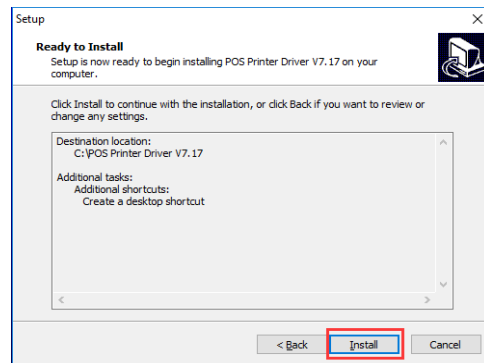 Setup
Ready to Install
Setup is now ready to begin installing POS Printer Driver V7.17 on your
computer.
Click Install to continue with the installation, or click Back if you want to review or
change any settings.
Destination location:
C:\POS Printer Driver V7.17
Additional tasks:
Additional shortcuts:
Create a desktop shortcut
< Back
Install
Cancel